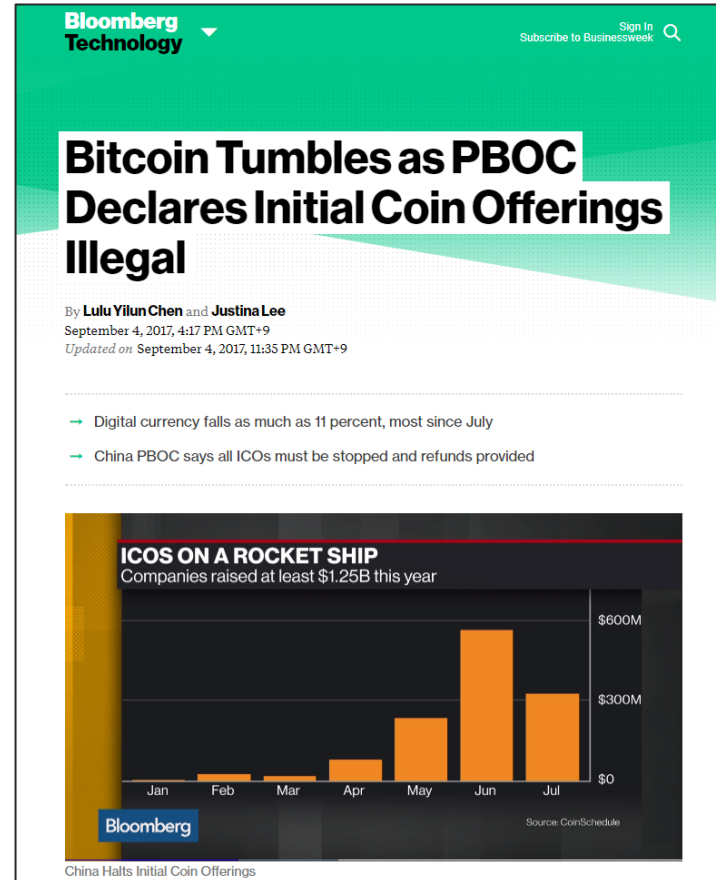 Bloomberg
Technology
Sign In
Subscribe to Businessweek
Bitcoin Tumbles as PBOC
Declares Initial Coin Offerings
Illegal
By Lulu Yilun Chen and Justina Lee
September 4, 2017, 4:17 PM GMT+9
Updated on September 4, 2017, 11:35 PM GMT+9
→ Digital currency falls as much as 11 percent, most since July
→ China PBOC says all ICOs must be stopped and refunds provided
ICOS ON A ROCKET SHIP
Companies raised at least $1.25B this year
$600M
$300M
$0
Jan Feb Mar Apr May Jun Jul
Bloomberg
Source: CoinSchedule
China Halts Initial Coin Offerings